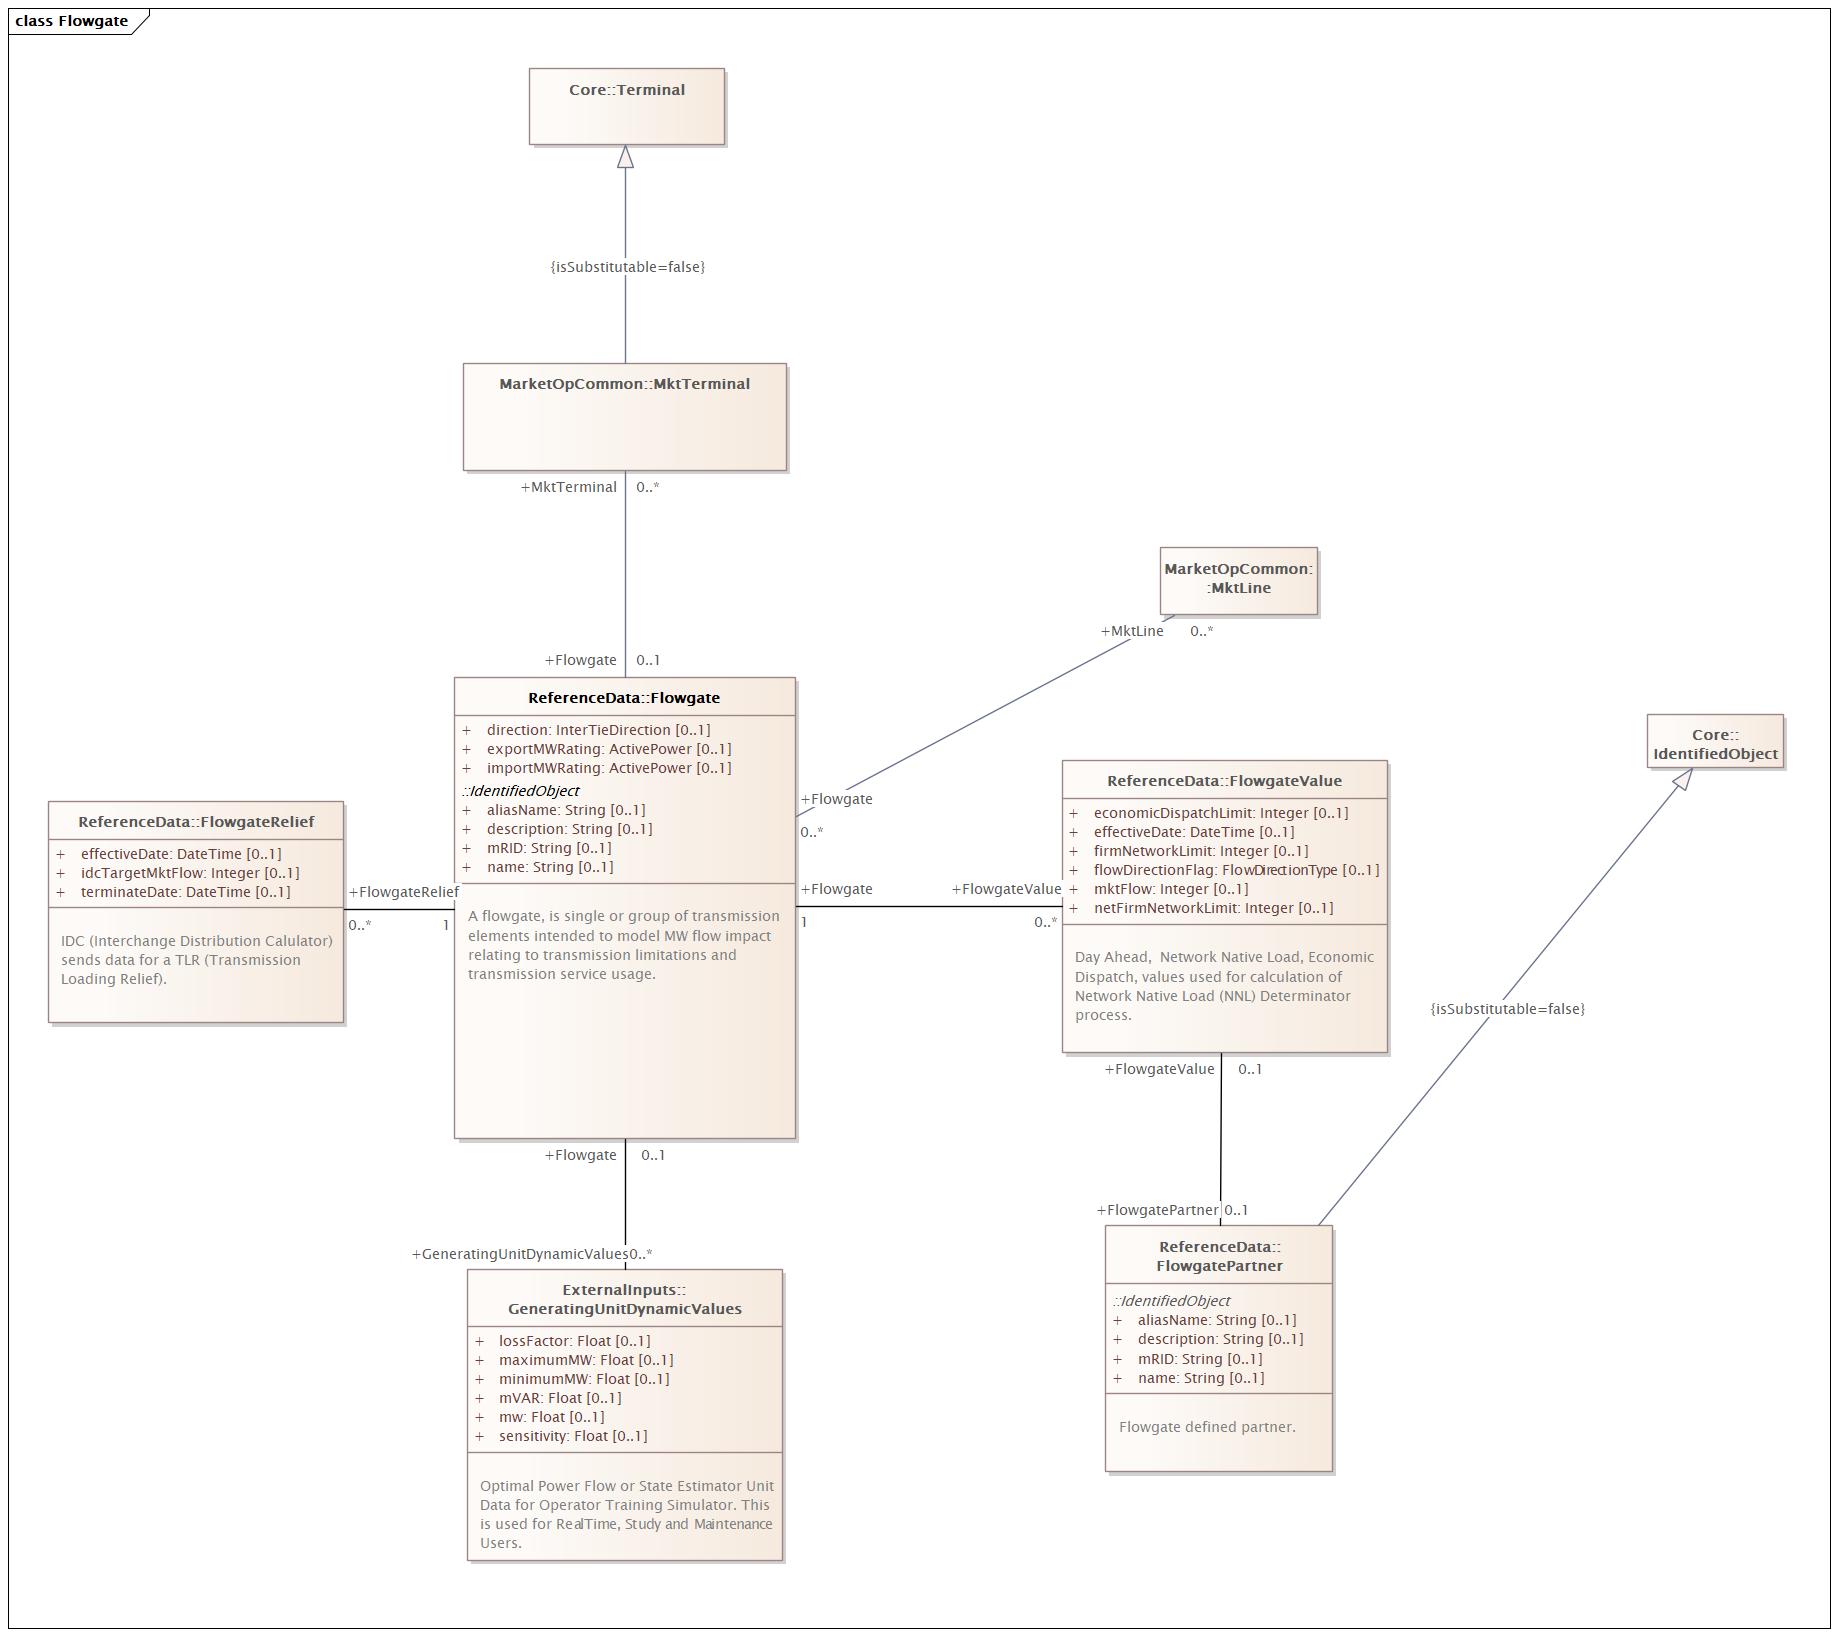 class Flowgate
Core::Terminal
{isSubstitutable=false}
MarketOpCommon::MktTerminal
+MktTerminal 0..*
MarketOpCommon:
:MktLine
+MktLine 0..*
+Flowgate 0..1
ReferenceData::Flowgate
+ direction: InterTieDirection [0..1]
+ exportMWRating: ActivePower [0..1]
+ importMWRating: ActivePower [0..1]
::IdentifiedObject
+ aliasName: String [0..1]
+ description: String [0..1]
+ mRID: String [0..1]
+ name: String [0..1]
A flowgate, is single or group of transmission
elements intended to model MW flow impact
relating to transmission limitations and
transmission service usage.
+Flowgate
0..*
+Flowgate
1
+FlowgateValue
0..*
Core::
IdentifiedObject
ReferenceData::FlowgateValue
+ economicDispatchLimit: Integer [0..1]
+ effectiveDate: DateTime [0..1]
+ firmNetworkLimit: Integer [0..1]
+ flowDirectionFlag: FlowDirectionType [0..1]
+ mktFlow: Integer [0..1]
+ netFirmNetworkLimit: Integer [0..1]
Day Ahead,  Network Native Load, Economic
Dispatch, values used for calculation of
Network Native Load (NNL) Determinator
process.
ReferenceData::FlowgateRelief
+ effectiveDate: DateTime [0..1]
+ idcTargetMktFlow: Integer [0..1]
+ terminateDate: DateTime [0..1]
IDC (Interchange Distribution Calulator)
sends data for a TLR (Transmission
Loading Relief).
+FlowgateRelief
0..* 1
{isSubstitutable=false}
+FlowgateValue 0..1
+Flowgate 0..1
+FlowgatePartner 0..1
+GeneratingUnitDynamicValues 0..*
ReferenceData::
FlowgatePartner
::IdentifiedObject
+ aliasName: String [0..1]
+ description: String [0..1]
+ mRID: String [0..1]
+ name: String [0..1]
Flowgate defined partner.
ExternalInputs::
GeneratingUnitDynamicValues
+ lossFactor: Float [0..1]
+ maximumMW: Float [0..1]
+ minimumMW: Float [0..1]
+ mVAR: Float [0..1]
+ mw: Float [0..1]
+ sensitivity: Float [0..1]
Optimal Power Flow or State Estimator Unit
Data for Operator Training Simulator. This
is used for RealTime, Study and Maintenance
Users.